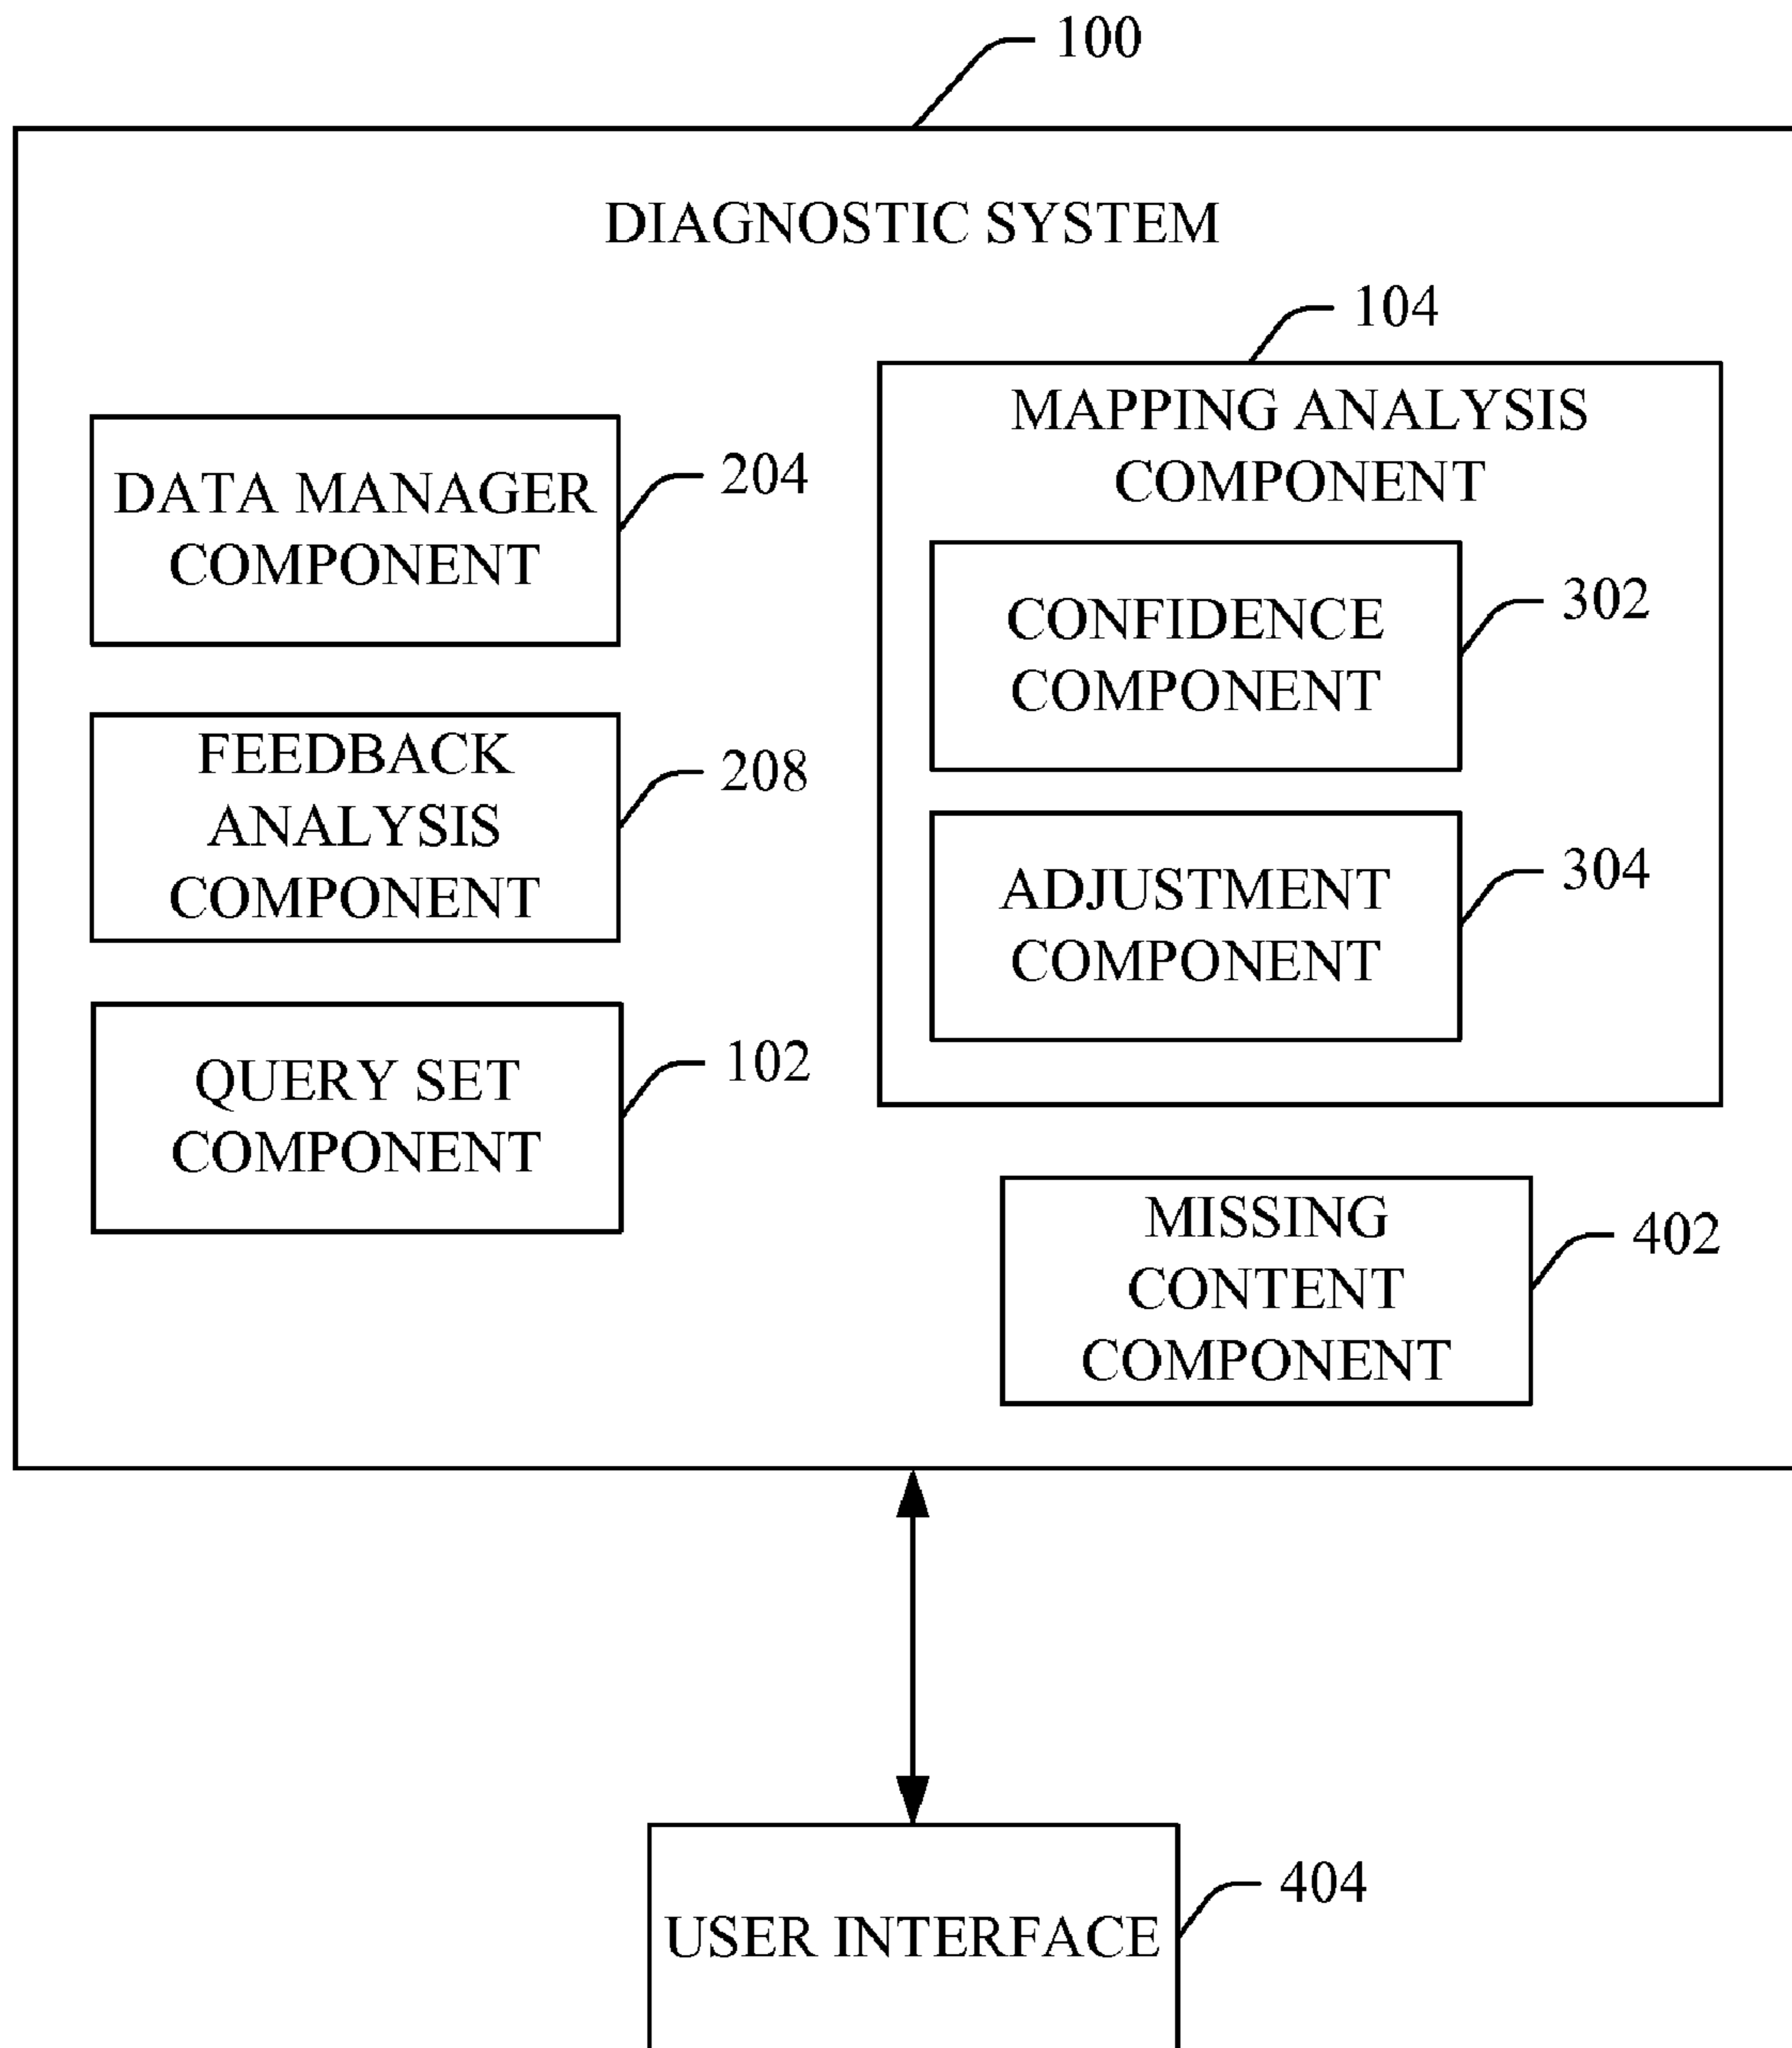 100
DIAGNOSTIC SYSTEM
104
MAPPING ANALYSIS
COMPONENT
DATA MANAGER
COMPONENT
204
CONFIDENCE
COMPONENT
302
FEEDBACK
ANALYSIS
COMPONENT
208
ADJUSTMENT
COMPONENT
304
QUERY SET
COMPONENT
102
MISSING
CONTENT
COMPONENT
402
USER INTERFACE
404